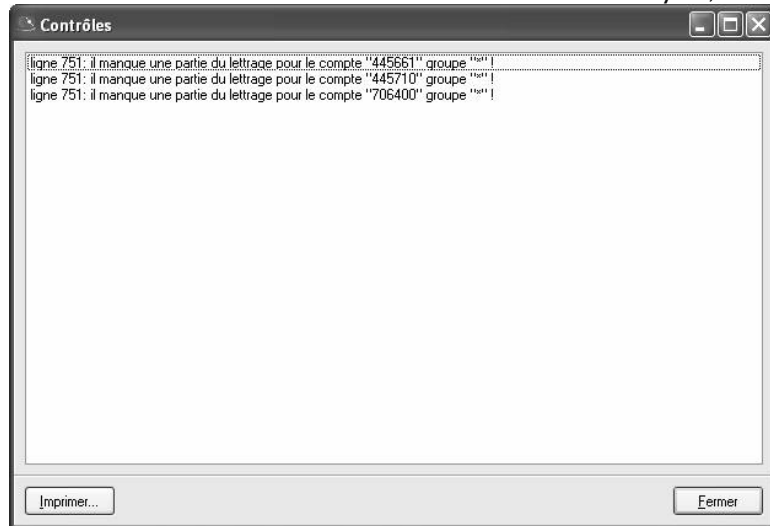 Contrôles
ligne 751: il manque une partie du lettrage pour le compte "445661" groupe "*" !
ligne 751: il manque une partie du lettrage pour le compte "445710" groupe "*" !
ligne 751: il manque une partie du lettrage pour le compte "706400" groupe "*" !
Imprimer... Fermer